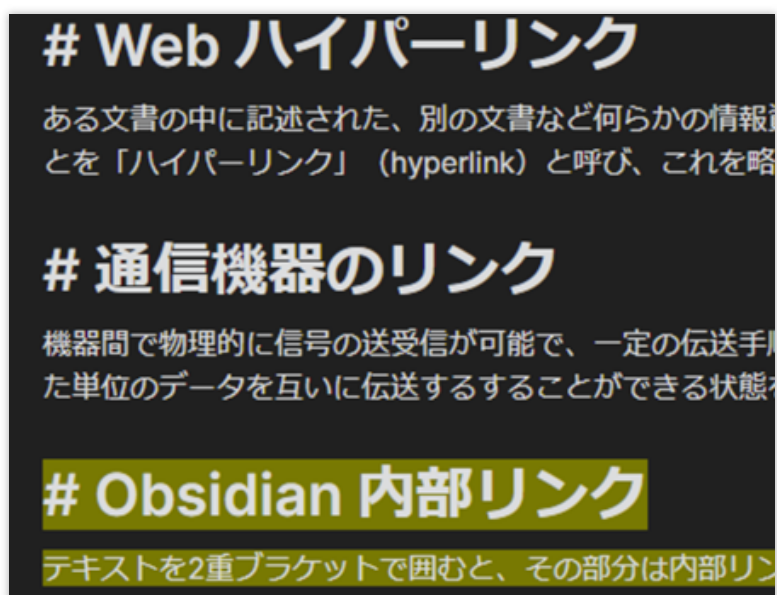 # Web ハイパーリンク
ある文書の中に記述された、別の文書など何らかの情報
とを「ハイパーリンク」（hyperlink）と呼び、これを略
# 通信機器のリンク
機器間で物理的に信号の送受信が可能で、一定の伝送手
た単位のデータを互いに伝送するすることができる状態
# Obsidian 内部リンク
テキストを2重ブラケットで囲むと、その部分は内部リン